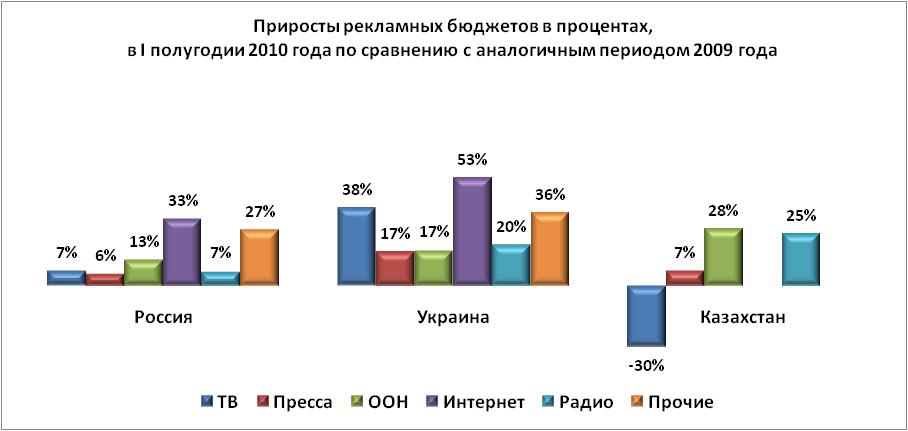 Приросты рекламных бюджетов в процентах,
в I полугодии 2010 года по сравнению с аналогичным периодом 2009 года
7% 6% 13% 33% 7% 27%
38% 17% 17% 53% 20% 36%
-30% 7% 28% 25%
Россия Украина Казахстан
ТВ Пресса OOH Интернет Радио Прочие